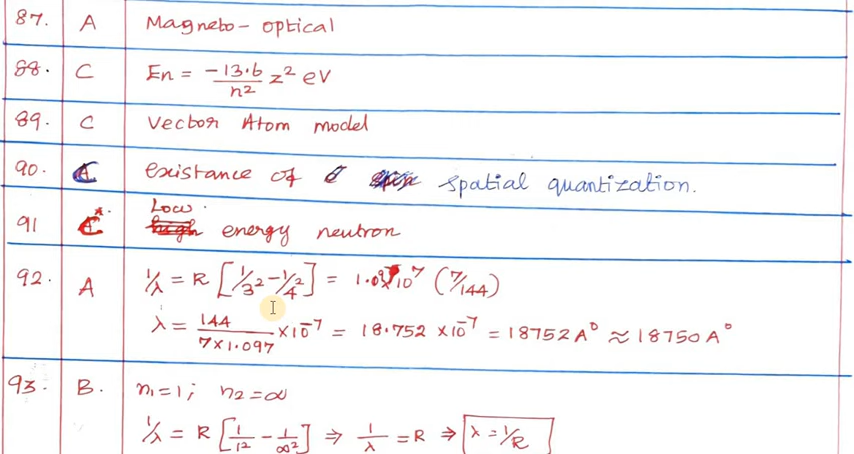 87. A Magneto-optical
88. C En = -13.6/n² z² eV
89. C Vector Atom model
90. C existance of spatial quantization.
91 C* Low energy neutron
92. A 1/λ = R [1/3² - 1/4²] = 1.097×10⁷ (7/144)
λ = 144/(7×1.097) ×10⁻⁷ = 18.752 ×10⁻⁷ = 18752 A° ≈ 18750 A°
93. B. n₁=1; n₂=∞
1/λ = R [1/1² - 1/∞²] ⇒ 1/λ = R ⇒ λ = 1/R